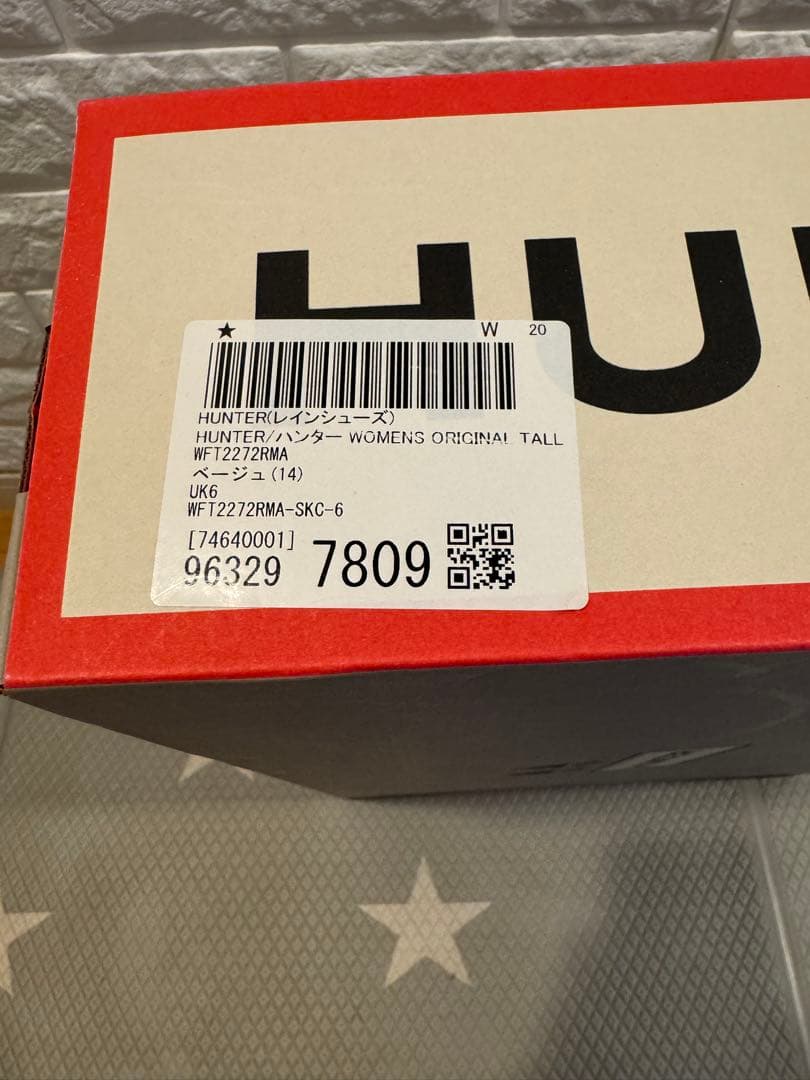 HU
★ W 20
HUNTER(レインシューズ)
HUNTER/ハンター WOMENS ORIGINAL TALL
WFT2272RMA
ベージュ(14)
UK6
WFT2272RMA-SKC-6
[74640001]
96329 7809